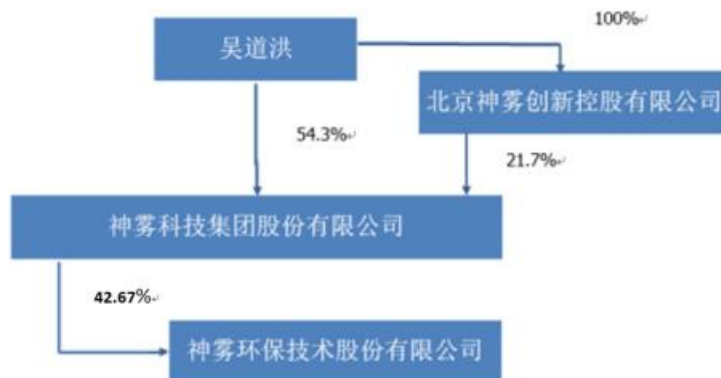 100%
吴道洪
北京神雾创新控股有限公司
54.3%
21.7%
神雾科技集团股份有限公司
42.67%
神雾环保技术股份有限公司